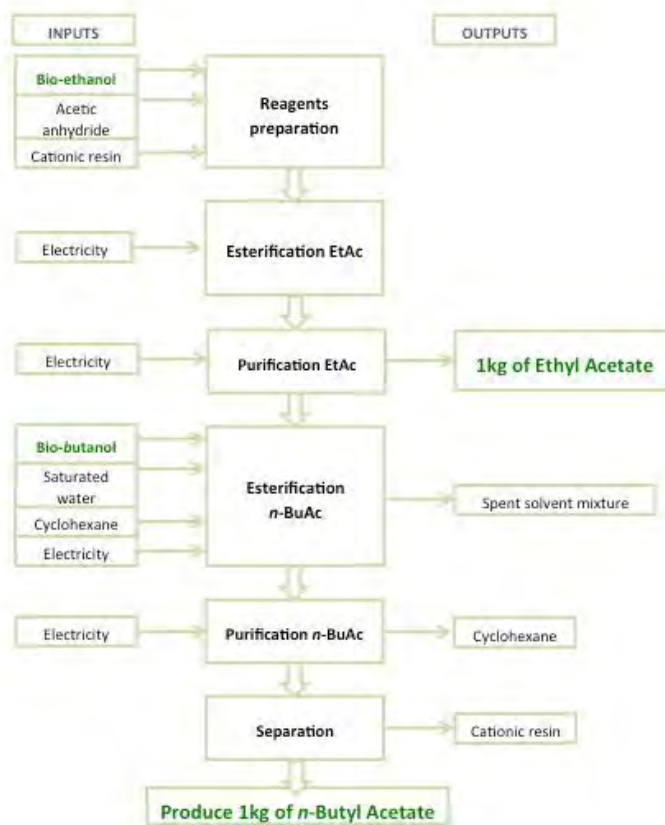 INPUTS
OUTPUTS
Bio-ethanol
Acetic
anhydride
Cationic resin
Reagents
preparation
Electricity
Esterification EtAc
Electricity
Purification EtAc
1kg of Ethyl Acetate
Bio-butanol
Saturated
water
Cyclohexane
Electricity
Esterification
n-BuAc
Spent solvent mixture
Electricity
Purification n-BuAc
Cyclohexane
Separation
Cationic resin
Produce 1kg of n-Butyl Acetate